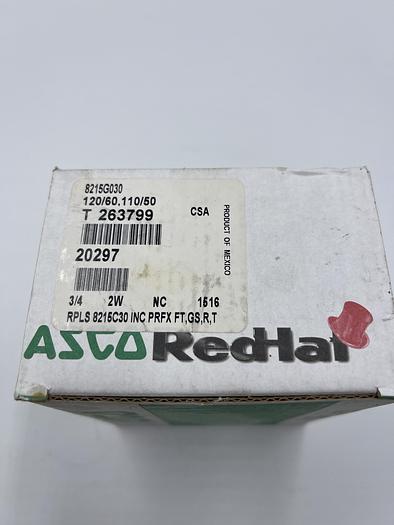 8215G030
120/60,110/50
T 263799
CSA
PRODUCT OF MEXICO
20297
3/4 2W NC 1516
RPLS 8215C30 INC PRFX FT,GS,R,T
ASCO RedHat